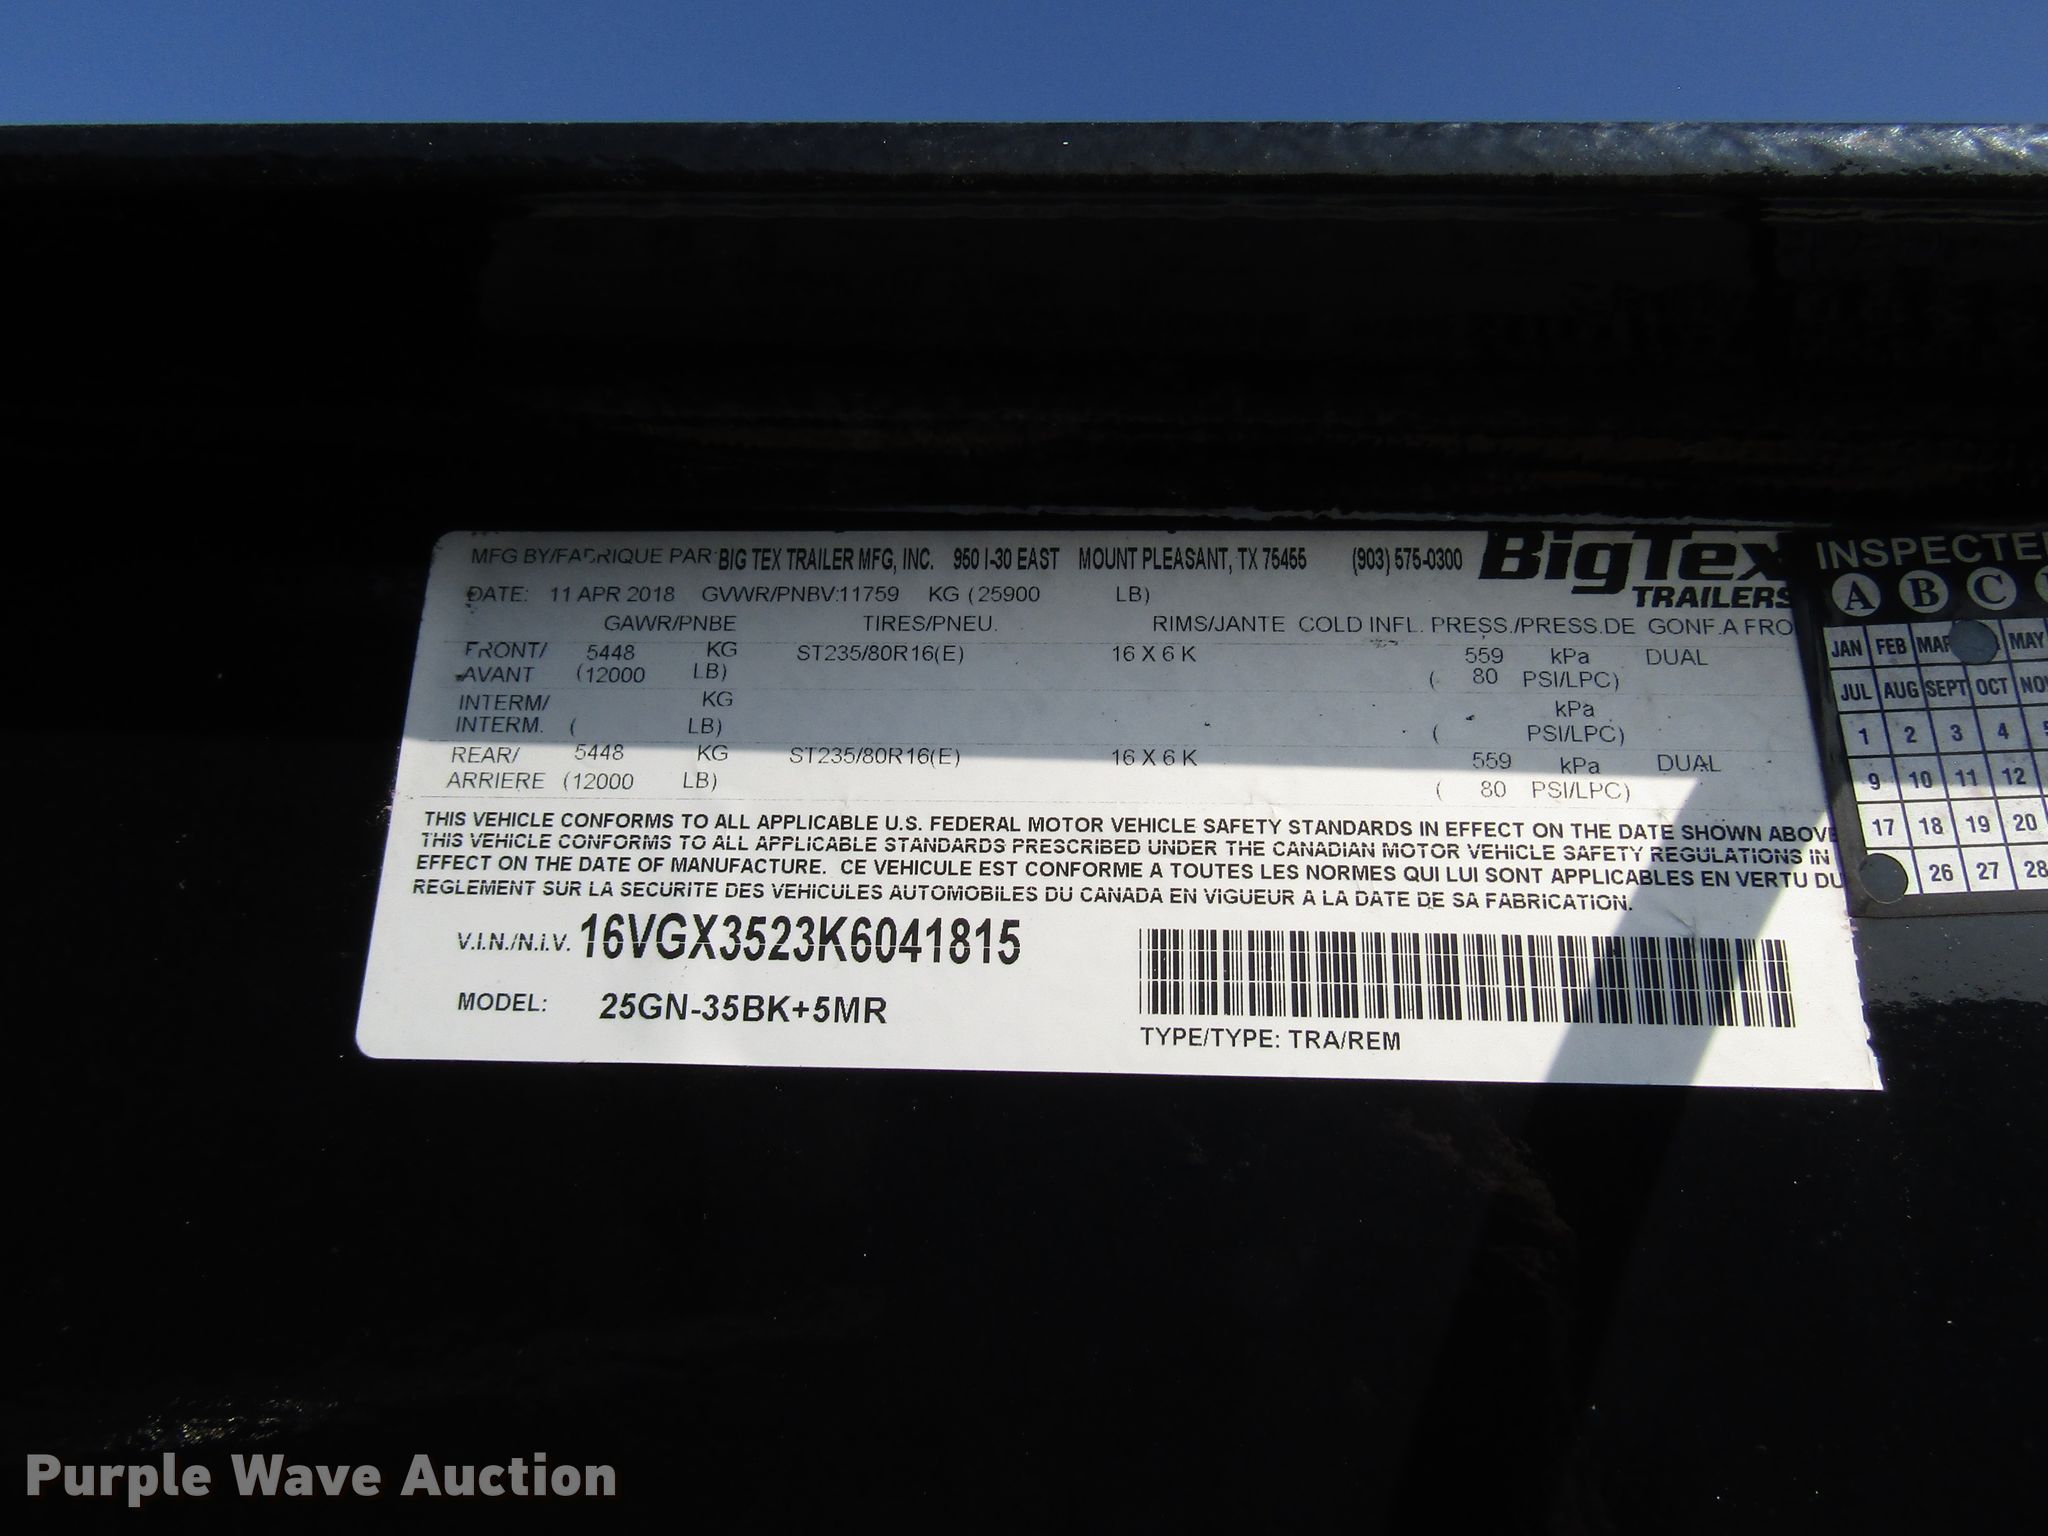 MFG BY/FABRIQUE PAR: BIG TEX TRAILER MFG, INC. 950 I-30 EAST MOUNT PLEASANT, TX 75455 (903) 575-0300
BigTex
TRAILERS
DATE: 11 APR 2018 GVWR/PNBV:11759 KG (25900 LB)
GAWR/PNBE TIRES/PNEU. RIMS/JANTE COLD INFL. PRESS./PRESS.DE GONF.A FRO
FRONT/ 5448 KG ST235/80R16(E) 16 X 6 K 559 kPa DUAL
AVANT (12000 LB) ( 80 PSI/LPC)
INTERM/ KG kPa
INTERM. ( LB) ( PSI/LPC)
REAR/ 5448 KG ST235/80R16(E) 16 X 6 K 559 kPa DUAL
ARRIERE (12000 LB) ( 80 PSI/LPC)
THIS VEHICLE CONFORMS TO ALL APPLICABLE U.S. FEDERAL MOTOR VEHICLE SAFETY STANDARDS IN EFFECT ON THE DATE SHOWN ABOVE
THIS VEHICLE CONFORMS TO ALL APPLICABLE STANDARDS PRESCRIBED UNDER THE CANADIAN MOTOR VEHICLE SAFETY REGULATIONS IN
EFFECT ON THE DATE OF MANUFACTURE. CE VEHICULE EST CONFORME A TOUTES LES NORMES QUI LUI SONT APPLICABLES EN VERTU DU
REGLEMENT SUR LA SECURITE DES VEHICULES AUTOMOBILES DU CANADA EN VIGUEUR A LA DATE DE SA FABRICATION.
V.I.N./N.I.V. 16VGX3523K6041815
MODEL: 25GN-35BK+5MR
TYPE/TYPE: TRA/REM
INSPECTE
A B C
JAN FEB MAR MAY
JUL AUG SEPT OCT NOV
1 2 3 4 5
9 10 11 12
17 18 19 20
26 27 28
Purple Wave Auction